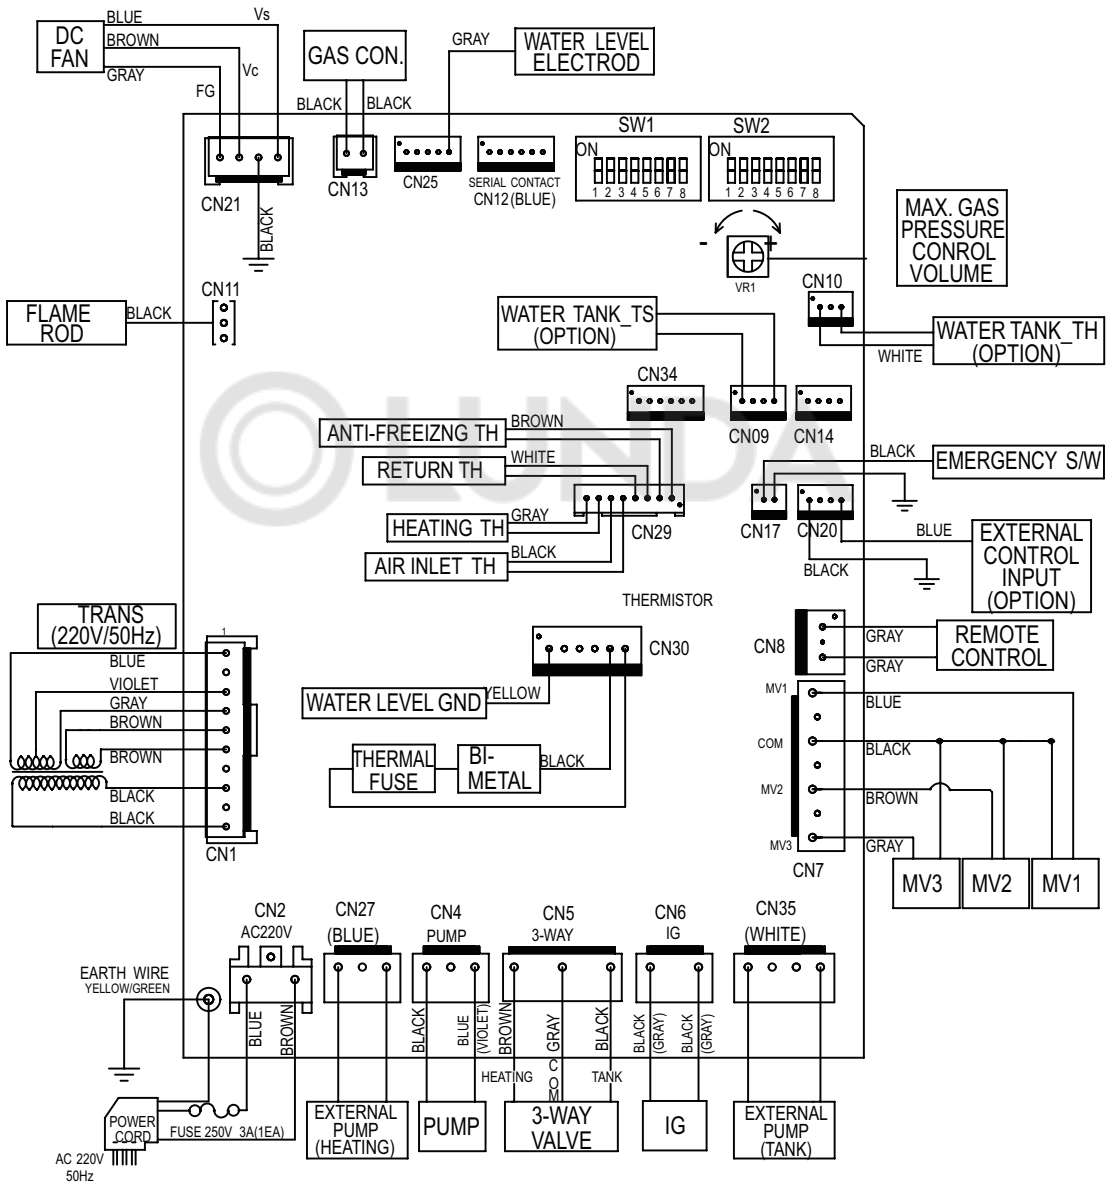 BLUE
Vs
DC
FAN
BROWN
GRAY
Vc
FG
GAS CON.
BLACK
BLACK
GRAY
WATER LEVEL
ELECTROD
SW1
SW2
ON
ON
1 2 3 4 5 6 7 8
1 2 3 4 5 6 7 8
CN21
CN13
CN25
SERIAL CONTACT
CN12(BLUE)
BLACK
- +
VR1
MAX. GAS
PRESSURE
CONROL
VOLUME
CN11
FLAME
ROD
BLACK
CN10
WATER TANK_TS
(OPTION)
WHITE
WATER TANK_TH
(OPTION)
CN34
CN09
CN14
LUNDA
ANTI-FREEIZNG TH
BROWN
RETURN TH
WHITE
HEATING TH
GRAY
AIR INLET TH
BLACK
CN29
BLACK
EMERGENCY S/W
CN17
CN20
BLUE
BLACK
EXTERNAL
CONTROL
INPUT
(OPTION)
THERMISTOR
TRANS
(220V/50Hz)
1
BLUE
VIOLET
GRAY
BROWN
BROWN
BLACK
BLACK
CN1
CN30
WATER LEVEL GND
YELLOW
THERMAL
FUSE
BI-
METAL
BLACK
CN8
GRAY
GRAY
REMOTE
CONTROL
MV1
BLUE
COM
BLACK
MV2
BROWN
MV3
GRAY
CN7
MV3
MV2
MV1
CN2
AC220V
CN27
(BLUE)
CN4
PUMP
CN5
3-WAY
CN6
IG
CN35
(WHITE)
EARTH WIRE
YELLOW/GREEN
BLUE
BROWN
BLACK
BLUE
(VIOLET)
BROWN
GRAY
BLACK
BLACK
(GRAY)
BLACK
(GRAY)
HEATING
COM
TANK
POWER
CORD
FUSE 250V 3A(1EA)
AC 220V
50Hz
EXTERNAL
PUMP
(HEATING)
PUMP
3-WAY
VALVE
IG
EXTERNAL
PUMP
(TANK)